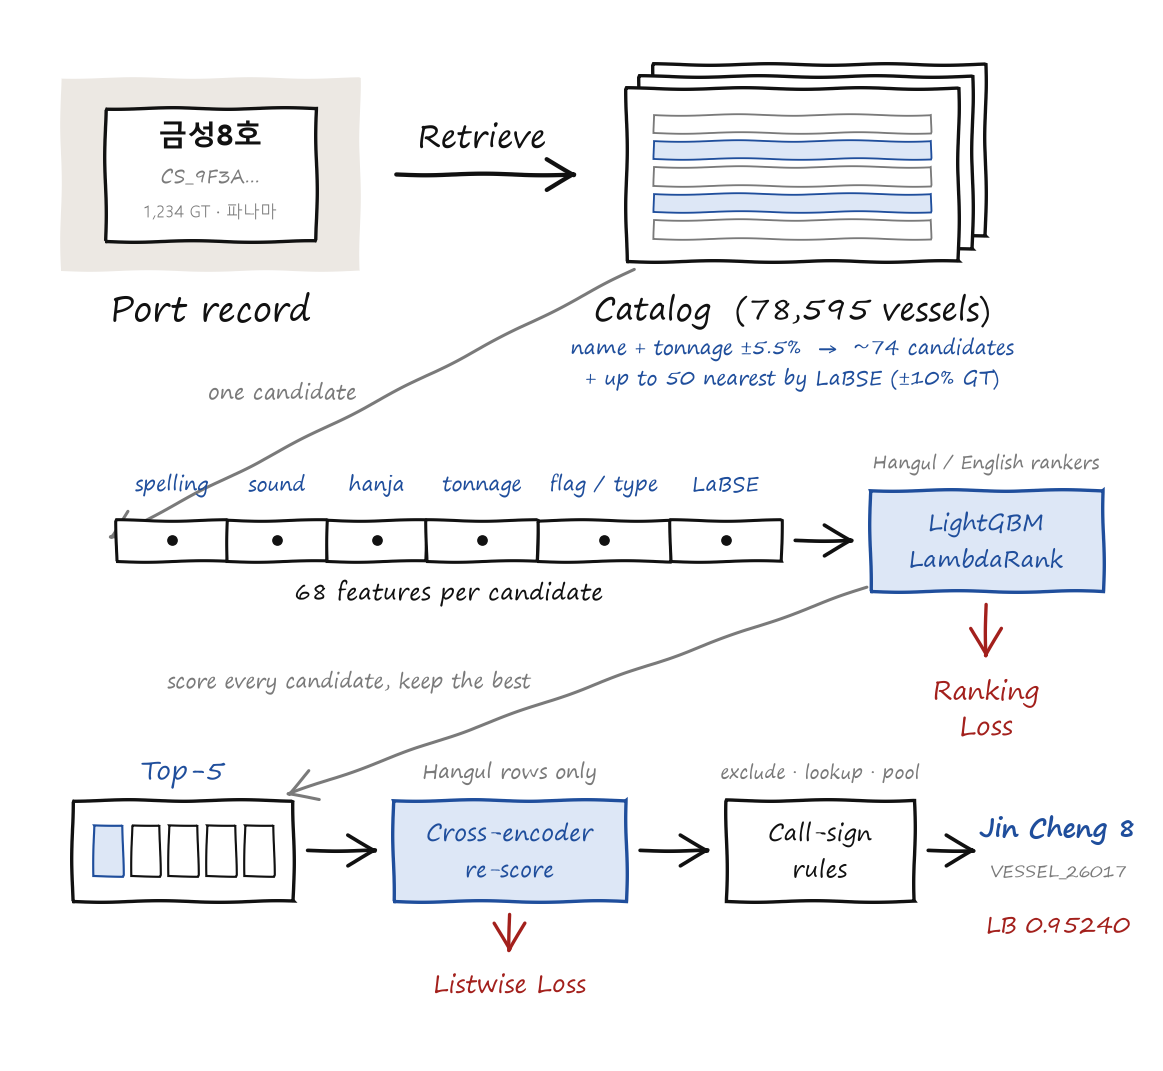 금성8호
CS_9F3A...
1,234 GT · 파나마
Port record
Retrieve
Catalog (78,595 vessels)
name + tonnage ±5.5% → ~74 candidates
+ up to 50 nearest by LaBSE (±10% GT)
one candidate
spelling
sound
hanja
tonnage
flag / type
LaBSE
68 features per candidate
Hangul / English rankers
LightGBM
LambdaRank
Ranking
Loss
score every candidate, keep the best
Top-5
Hangul rows only
Cross-encoder
re-score
Listwise Loss
exclude · lookup · pool
Call-sign
rules
Jin Cheng 8
VESSEL_26017
LB 0.95240